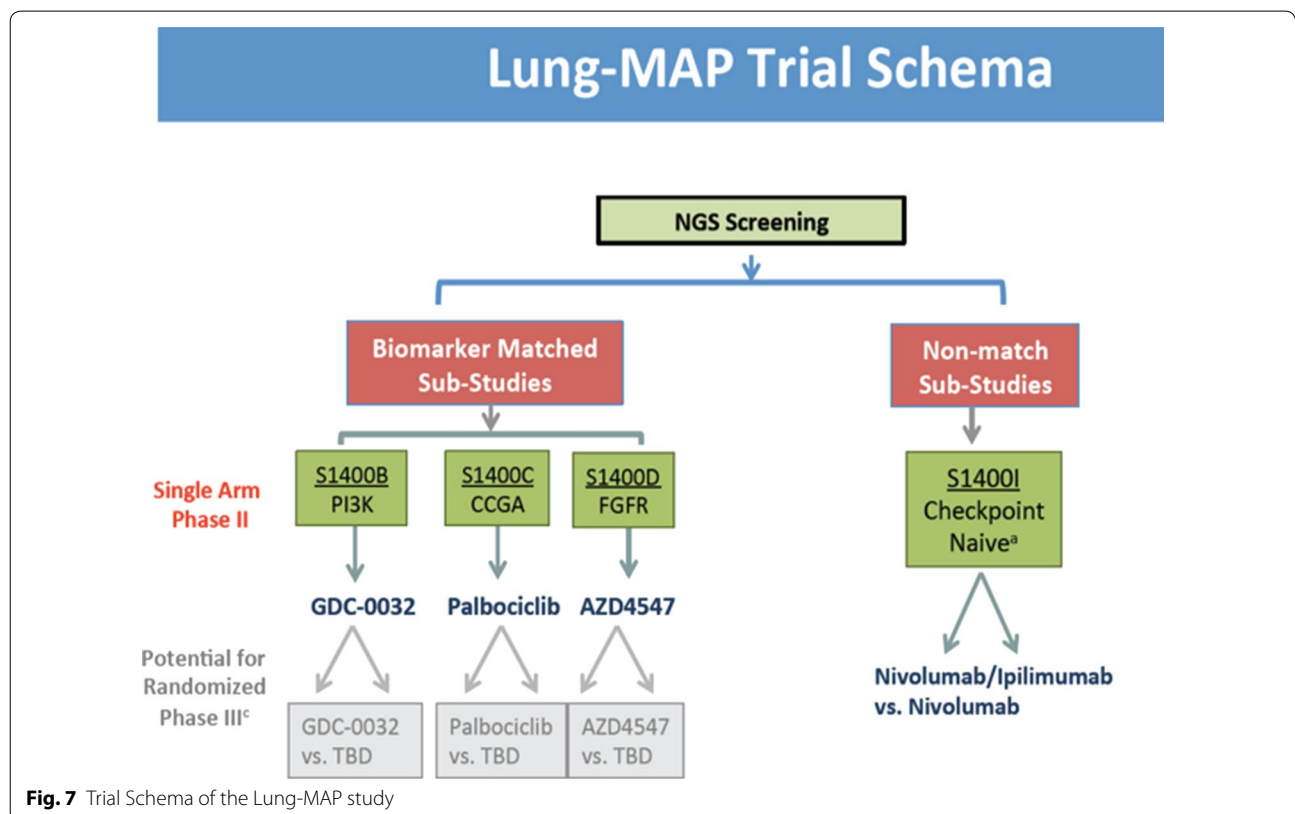 Lung-MAP Trial Schema
NGS Screening
Biomarker Matched
Sub-Studies
Non-match
Sub-Studies
Single Arm
Phase II
S1400B
PI3K
S1400C
CCGA
S1400D
FGFR
S1400I
Checkpoint
Naiveᵃ
GDC-0032
Palbociclib
AZD4547
Nivolumab/Ipilimumab
vs. Nivolumab
Potential for
Randomized
Phase IIIᶜ
GDC-0032
vs. TBD
Palbociclib
vs. TBD
AZD4547
vs. TBD
Fig. 7 Trial Schema of the Lung-MAP study